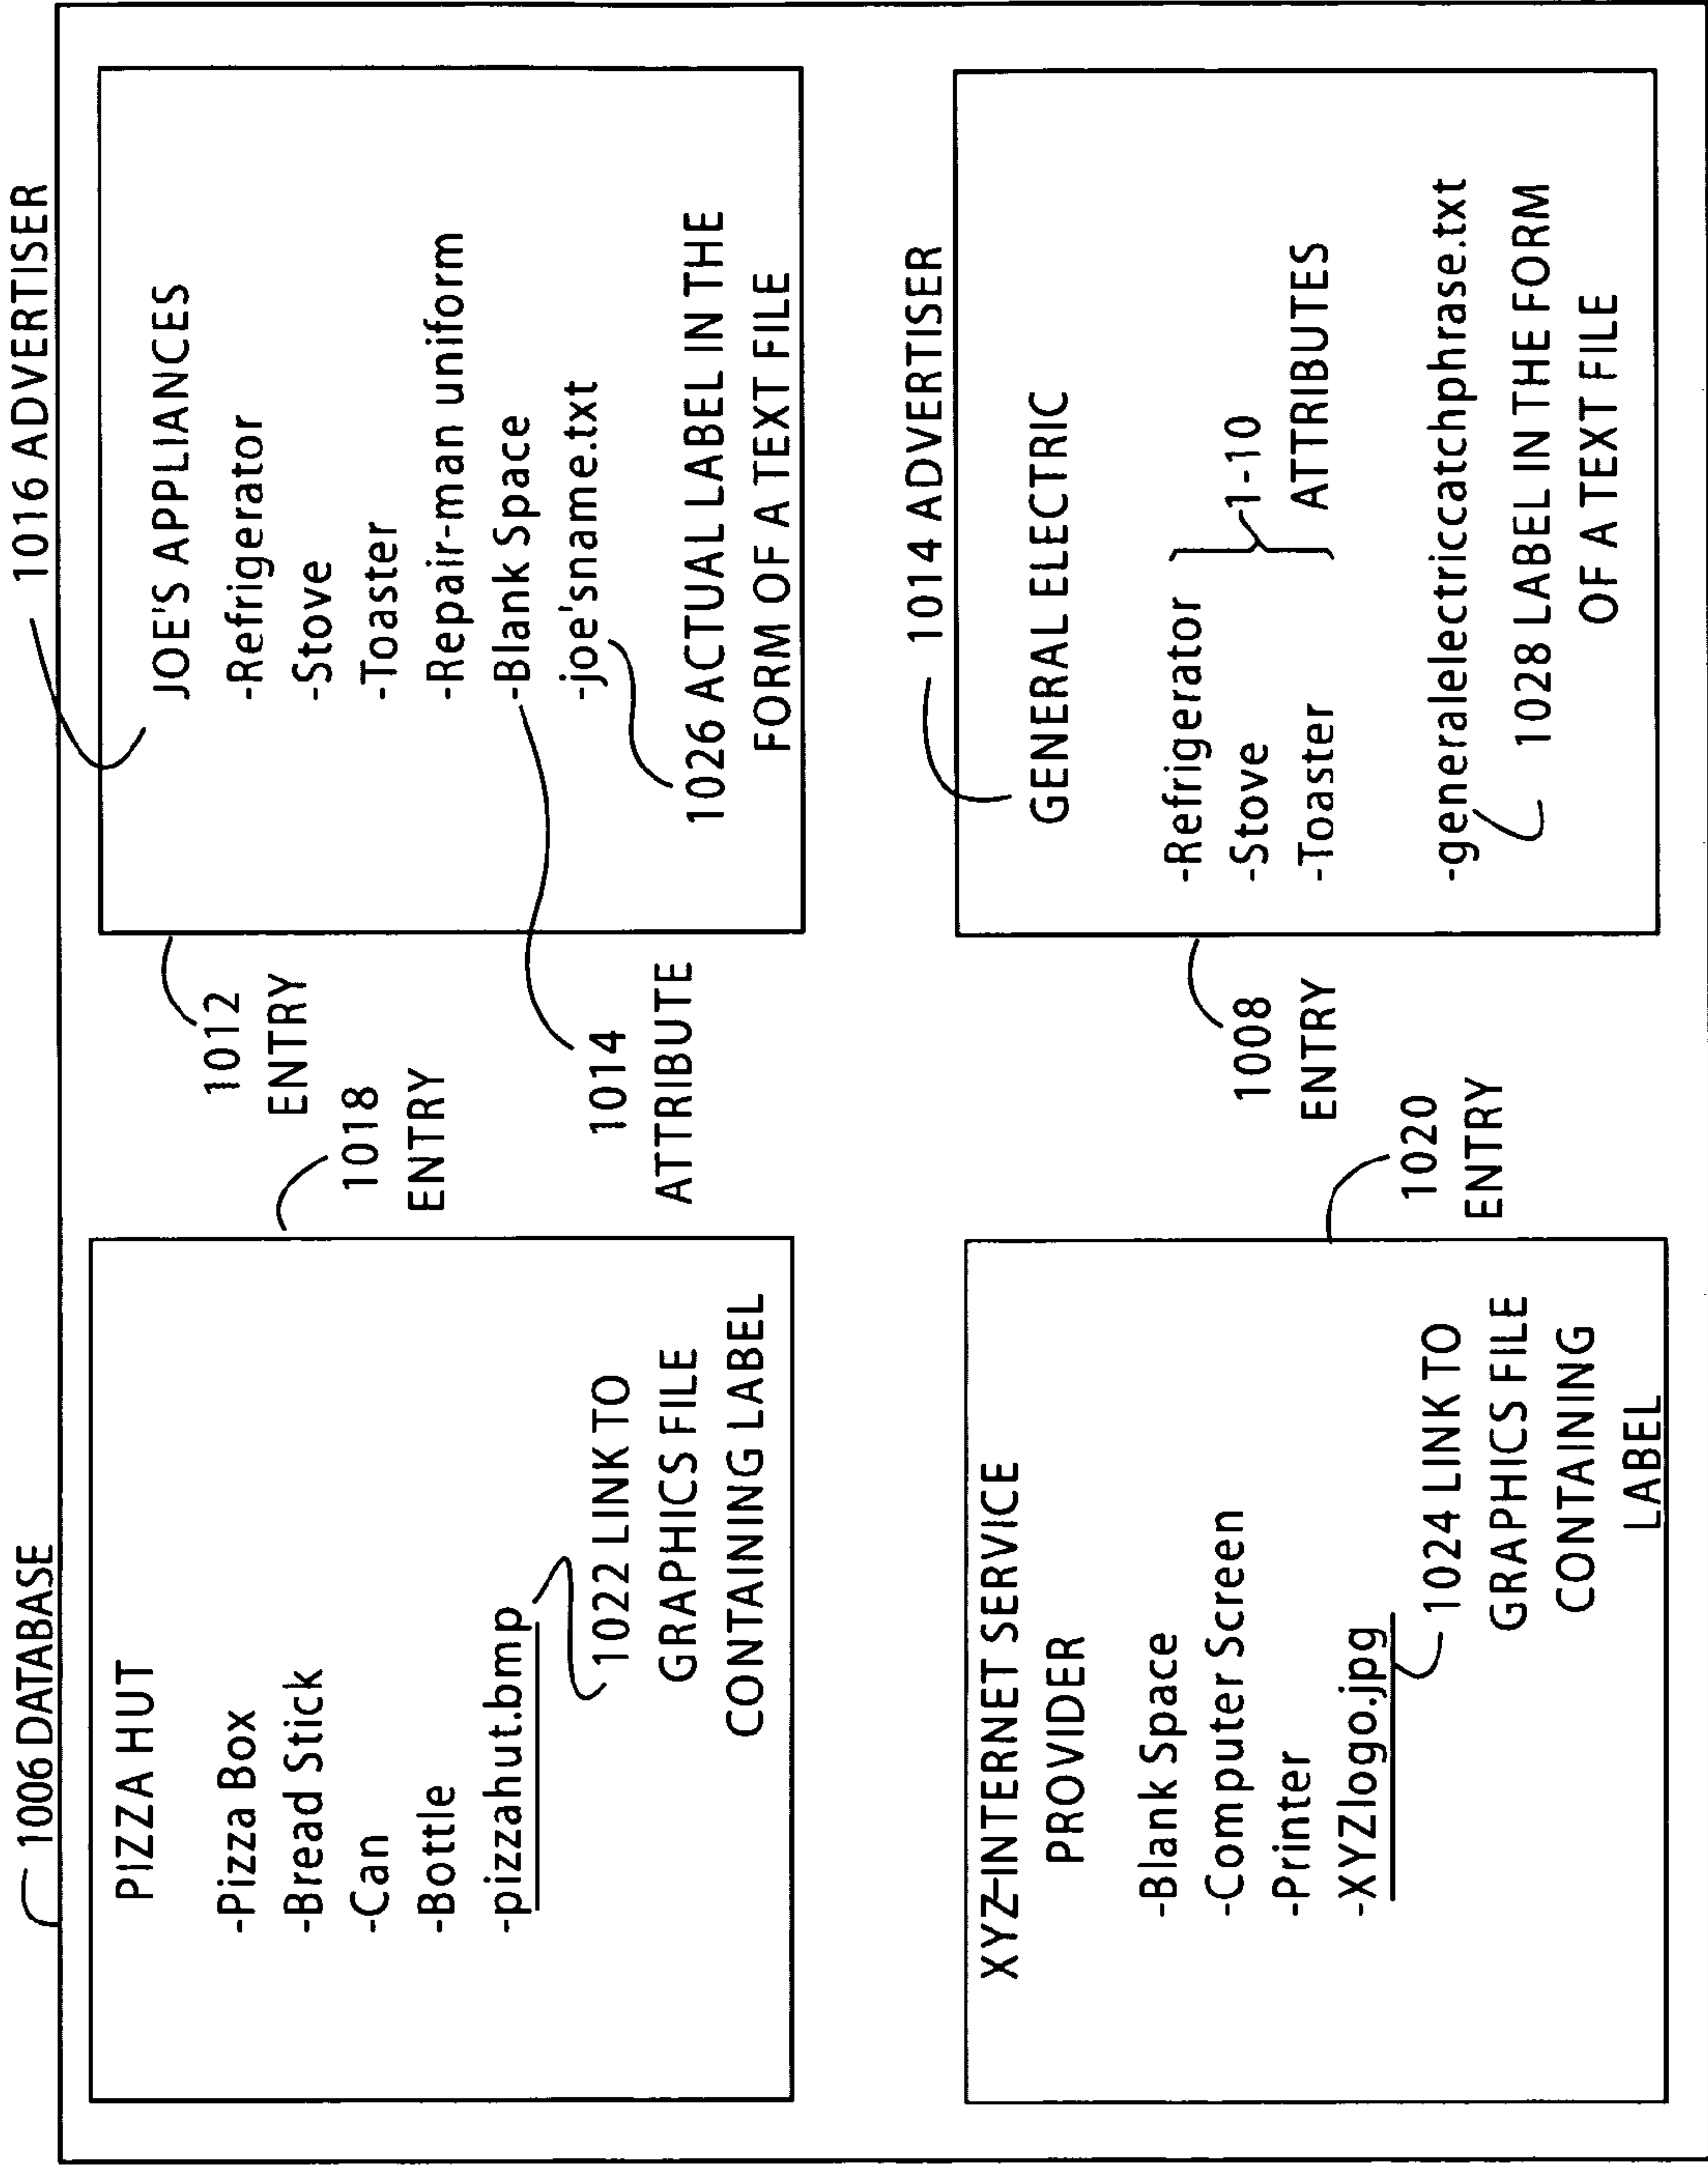 1006 DATABASE
1016 ADVERTISER
PIZZA HUT
-Pizza Box
-Bread Stick
-Can
-Bottle
-pizzahut.bmp
1022 LINK TO
GRAPHICS FILE
CONTAINING LABEL
1018
ENTRY
1012
ENTRY
JOE'S APPLIANCES
-Refrigerator
-Stove
-Toaster
-Repair-man uniform
-Blank Space
-joe'sname.txt
1026 ACTUAL LABEL IN THE
FORM OF A TEXT FILE
1014
ATTRIBUTE
XYZ-INTERNET SERVICE
PROVIDER
-Blank Space
-Computer Screen
-Printer
-XYZlogo.jpg
1024 LINK TO
GRAPHICS FILE
CONTAINING
LABEL
1020
ENTRY
1008
ENTRY
1014 ADVERTISER
GENERAL ELECTRIC
-Refrigerator
-Stove
-Toaster
1-10
ATTRIBUTES
-generalelectriccatchphrase.txt
1028 LABEL IN THE FORM
OF A TEXT FILE